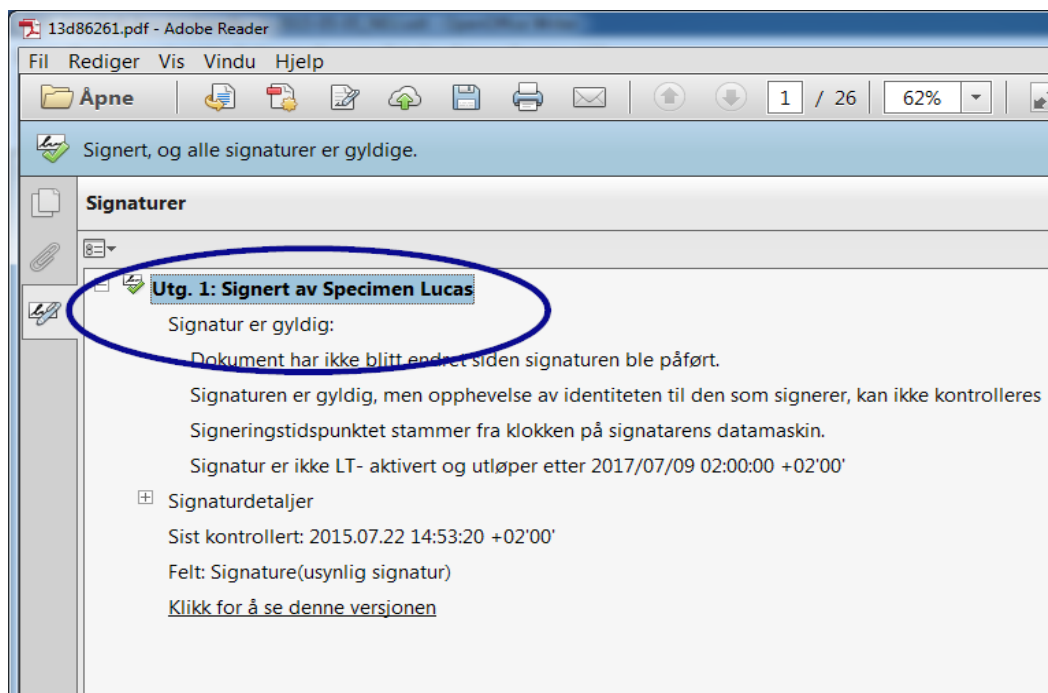 13d86261.pdf - Adobe Reader
Fil Rediger Vis Vindu Hjelp
Åpne 1 / 26 62%
Signert, og alle signaturer er gyldige.
Signaturer
Utg. 1: Signert av Specimen Lucas
Signatur er gyldig:
Dokument har ikke blitt endret siden signaturen ble påført.
Signaturen er gyldig, men opphevelse av identiteten til den som signerer, kan ikke kontrolleres
Signeringstidspunktet stammer fra klokken på signatarens datamaskin.
Signatur er ikke LT- aktivert og utløper etter 2017/07/09 02:00:00 +02'00'
Signaturdetaljer
Sist kontrollert: 2015.07.22 14:53:20 +02'00'
Felt: Signature(usynlig signatur)
Klikk for å se denne versjonen